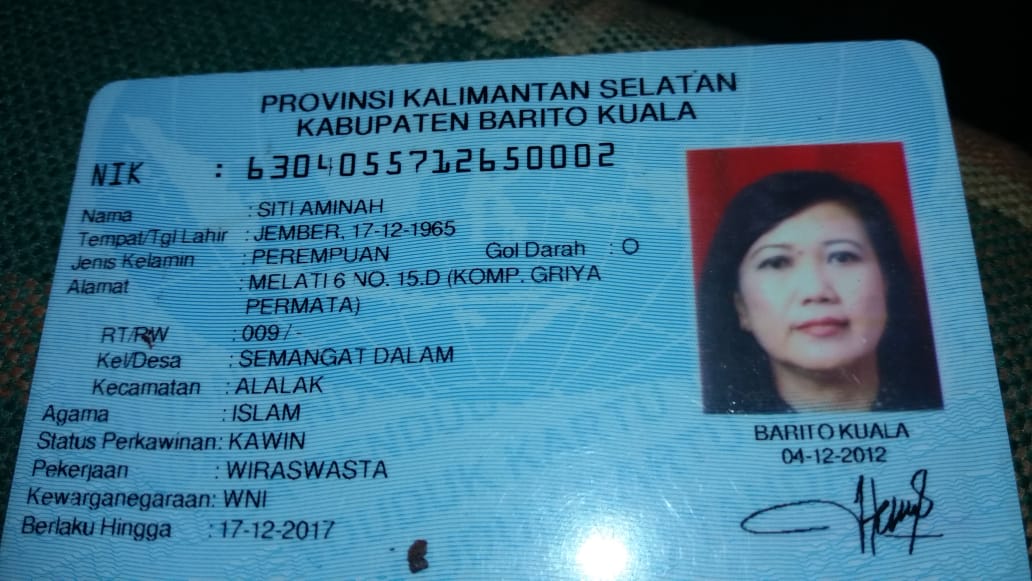 PROVINSI KALIMANTAN SELATAN
KABUPATEN BARITO KUALA
NIK : 6304055712650002
Nama : SITI AMINAH
Tempat/Tgl Lahir : JEMBER, 17-12-1965
Jenis Kelamin : PEREMPUAN Gol Darah : O
Alamat : MELATI 6 NO. 15.D (KOMP. GRIYA
PERMATA)
RT/RW : 009 / -
Kel/Desa : SEMANGAT DALAM
Kecamatan : ALALAK
Agama : ISLAM
Status Perkawinan: KAWIN
Pekerjaan : WIRASWASTA
Kewarganegaraan: WNI
Berlaku Hingga : 17-12-2017
BARITO KUALA
04-12-2012